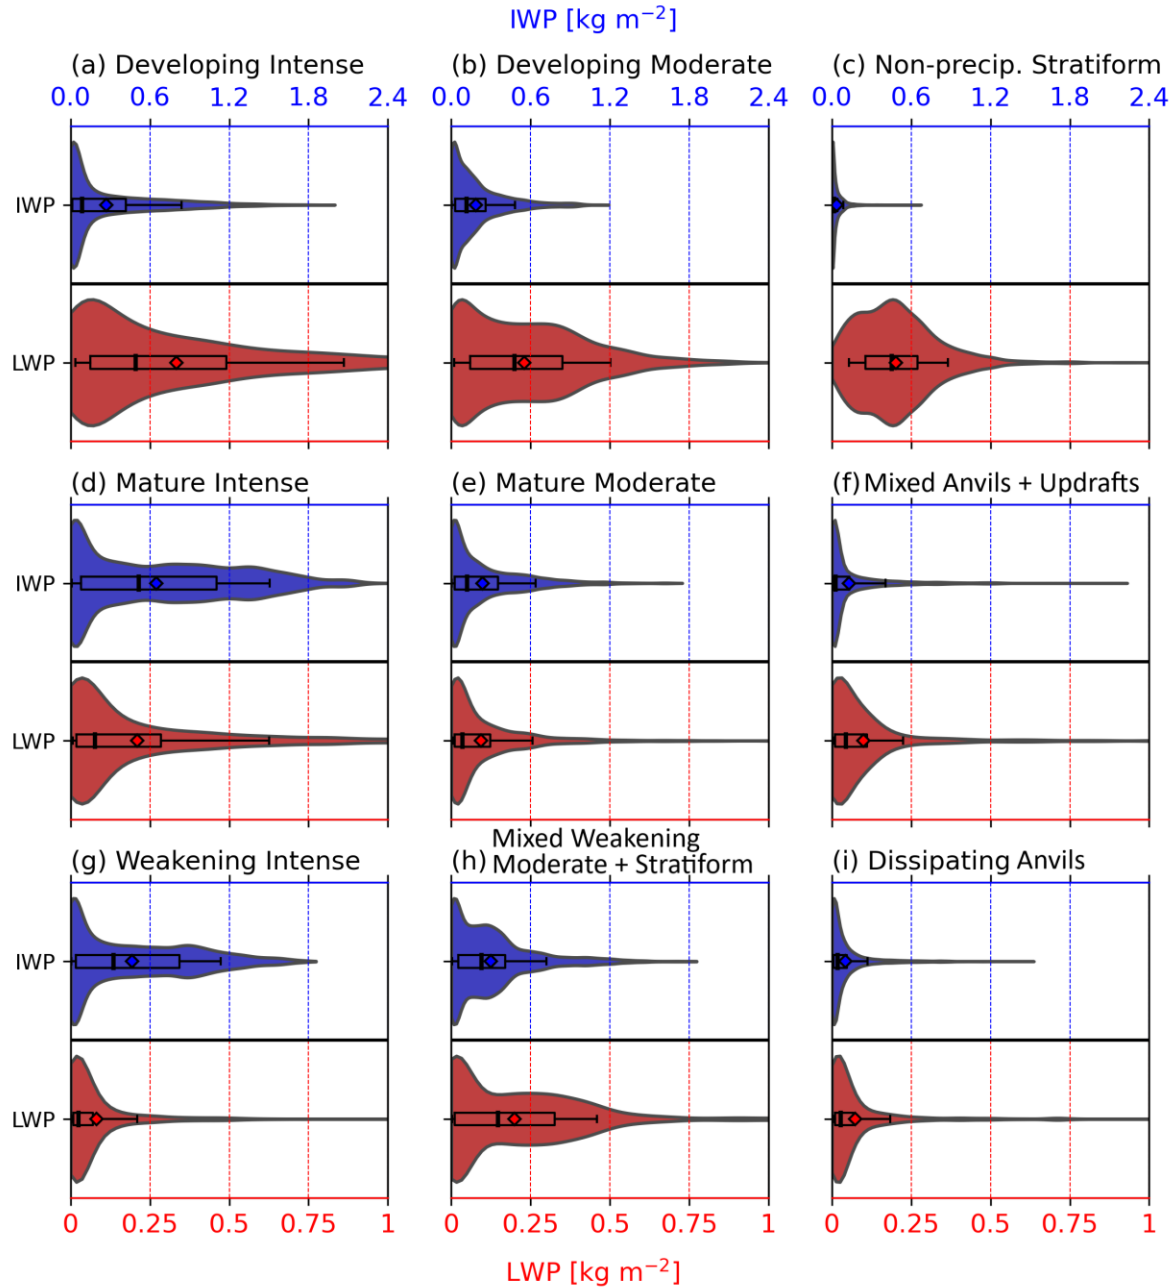 IWP [kg m⁻²]
(a) Developing Intense
(b) Developing Moderate
(c) Non-precip. Stratiform
0.0 0.6 1.2 1.8 2.4
0.0 0.6 1.2 1.8 2.4
0.0 0.6 1.2 1.8 2.4
IWP
LWP
(d) Mature Intense
(e) Mature Moderate
(f) Mixed Anvils + Updrafts
IWP
LWP
(g) Weakening Intense
(h) Mixed Weakening
Moderate + Stratiform
(i) Dissipating Anvils
IWP
LWP
0 0.25 0.5 0.75 1
0 0.25 0.5 0.75 1
0 0.25 0.5 0.75 1
LWP [kg m⁻²]